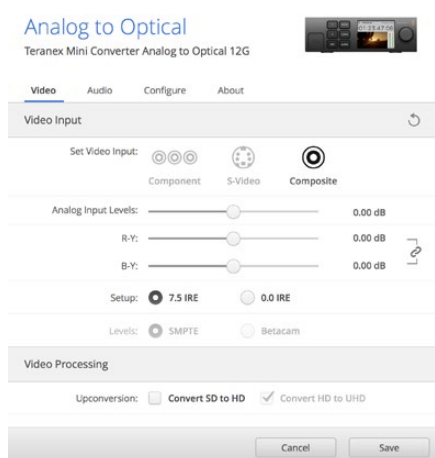 Analog to Optical
Teranex Mini Converter Analog to Optical 12G
Video Audio Configure About
Video Input
Set Video Input:
Component S-Video Composite
Analog Input Levels: 0.00 dB
R-Y: 0.00 dB
B-Y: 0.00 dB
Setup: 7.5 IRE 0.0 IRE
Levels: SMPTE Betacam
Video Processing
Upconversion: Convert SD to HD Convert HD to UHD
Cancel Save